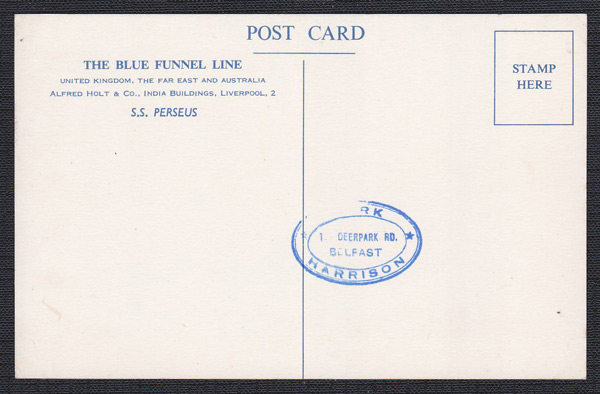 POST CARD
THE BLUE FUNNEL LINE
UNITED KINGDOM, THE FAR EAST AND AUSTRALIA
ALFRED HOLT & CO., INDIA BUILDINGS, LIVERPOOL, 2
S.S. PERSEUS
STAMP
HERE
DEERPARK RD.
BELFAST
HARRISON